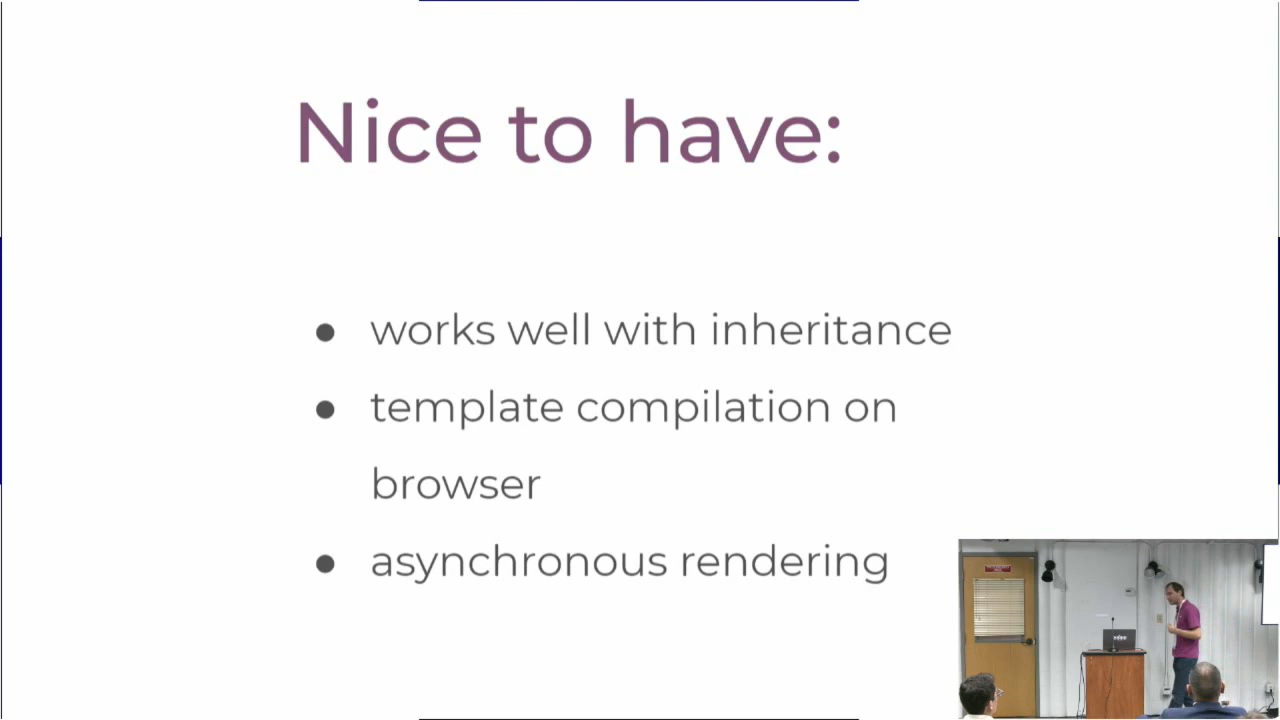 Nice to have:
● works well with inheritance
● template compilation on
browser
● asynchronous rendering